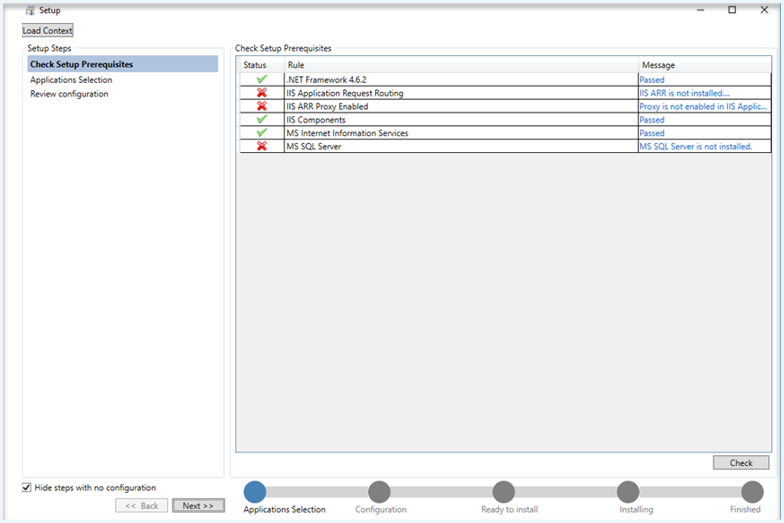 Setup
Load Context
Setup Steps
Check Setup Prerequisites
Applications Selection
Review configuration
Check Setup Prerequisites
Status Rule Message
.NET Framework 4.6.2 Passed
IIS Application Request Routing IIS ARR is not installed....
IIS ARR Proxy Enabled Proxy is not enabled in IIS Applic...
IIS Components Passed
MS Internet Information Services Passed
MS SQL Server MS SQL Server is not installed.
Check
Hide steps with no configuration
<< Back Next >>
Applications Selection Configuration Ready to install Installing Finished